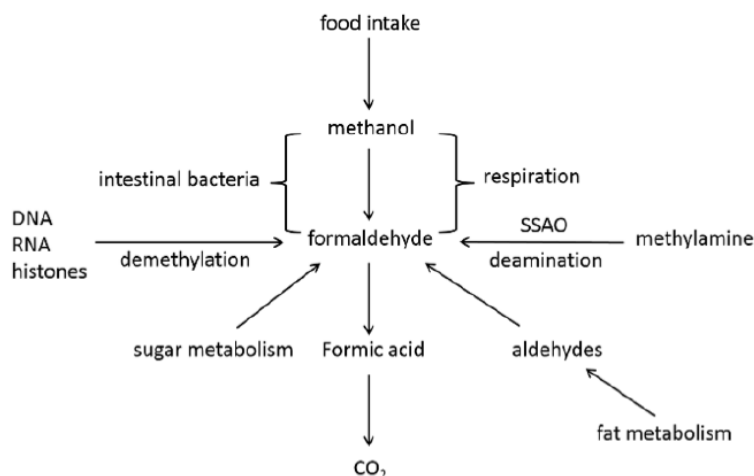 food intake
methanol
intestinal bacteria
respiration
DNA
RNA
histones
demethylation
formaldehyde
SSAO
deamination
methylamine
sugar metabolism
Formic acid
aldehydes
fat metabolism
CO₂